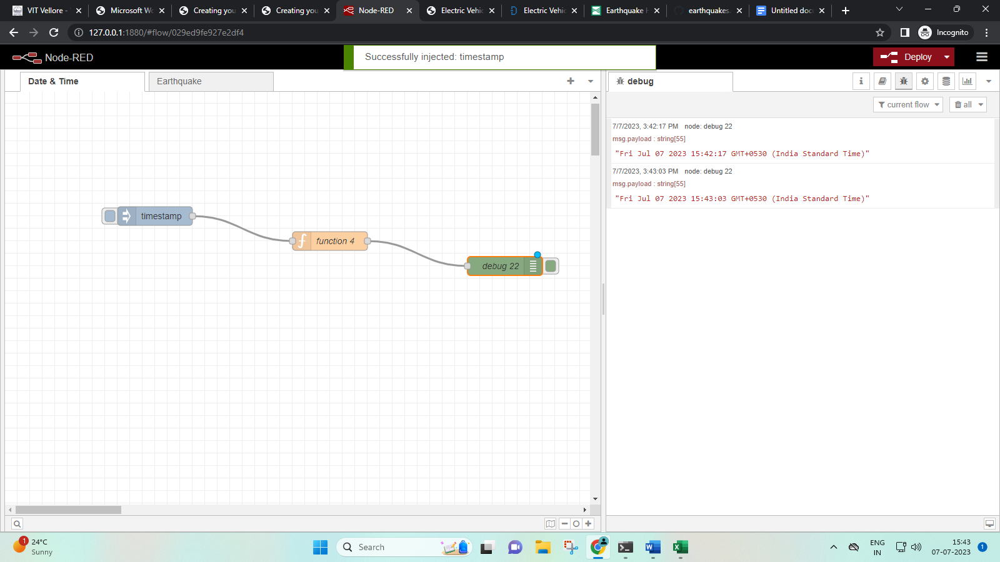 VIT Vellore -
Microsoft Wo
Creating you
Creating you
Node-RED
Electric Vehic
Electric Vehic
Earthquake H
earthquakes.
Untitled doc
127.0.0.1:1880/#flow/029ed9fe927e2df4
Incognito
Node-RED
Successfully injected: timestamp
Deploy
Date & Time
Earthquake
debug
current flow
all
7/7/2023, 3:42:17 PM node: debug 22
msg.payload : string[55]
"Fri Jul 07 2023 15:42:17 GMT+0530 (India Standard Time)"
7/7/2023, 3:43:03 PM node: debug 22
msg.payload : string[55]
"Fri Jul 07 2023 15:43:03 GMT+0530 (India Standard Time)"
timestamp
function 4
debug 22
1
24°C
Sunny
Search
ENG
IN
15:43
07-07-2023
1